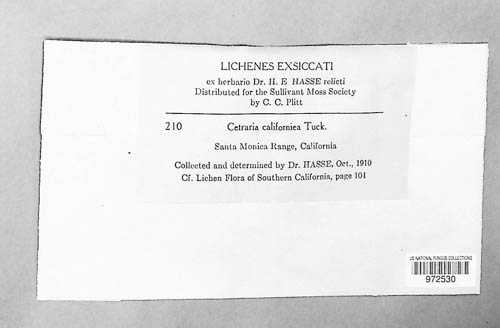 LICHENES EXSICCATI
ex herbario Dr. H. E HASSE relicti
Distributed for the Sullivant Moss Society
by C. C. Plitt
210 Cetraria californica Tuck.
Santa Monica Range, California
Collected and determined by Dr. HASSE, Oct., 1910
Cf. Lichen Flora of Southern California, page 104
US NATIONAL FUNGUS COLLECTIONS
972530